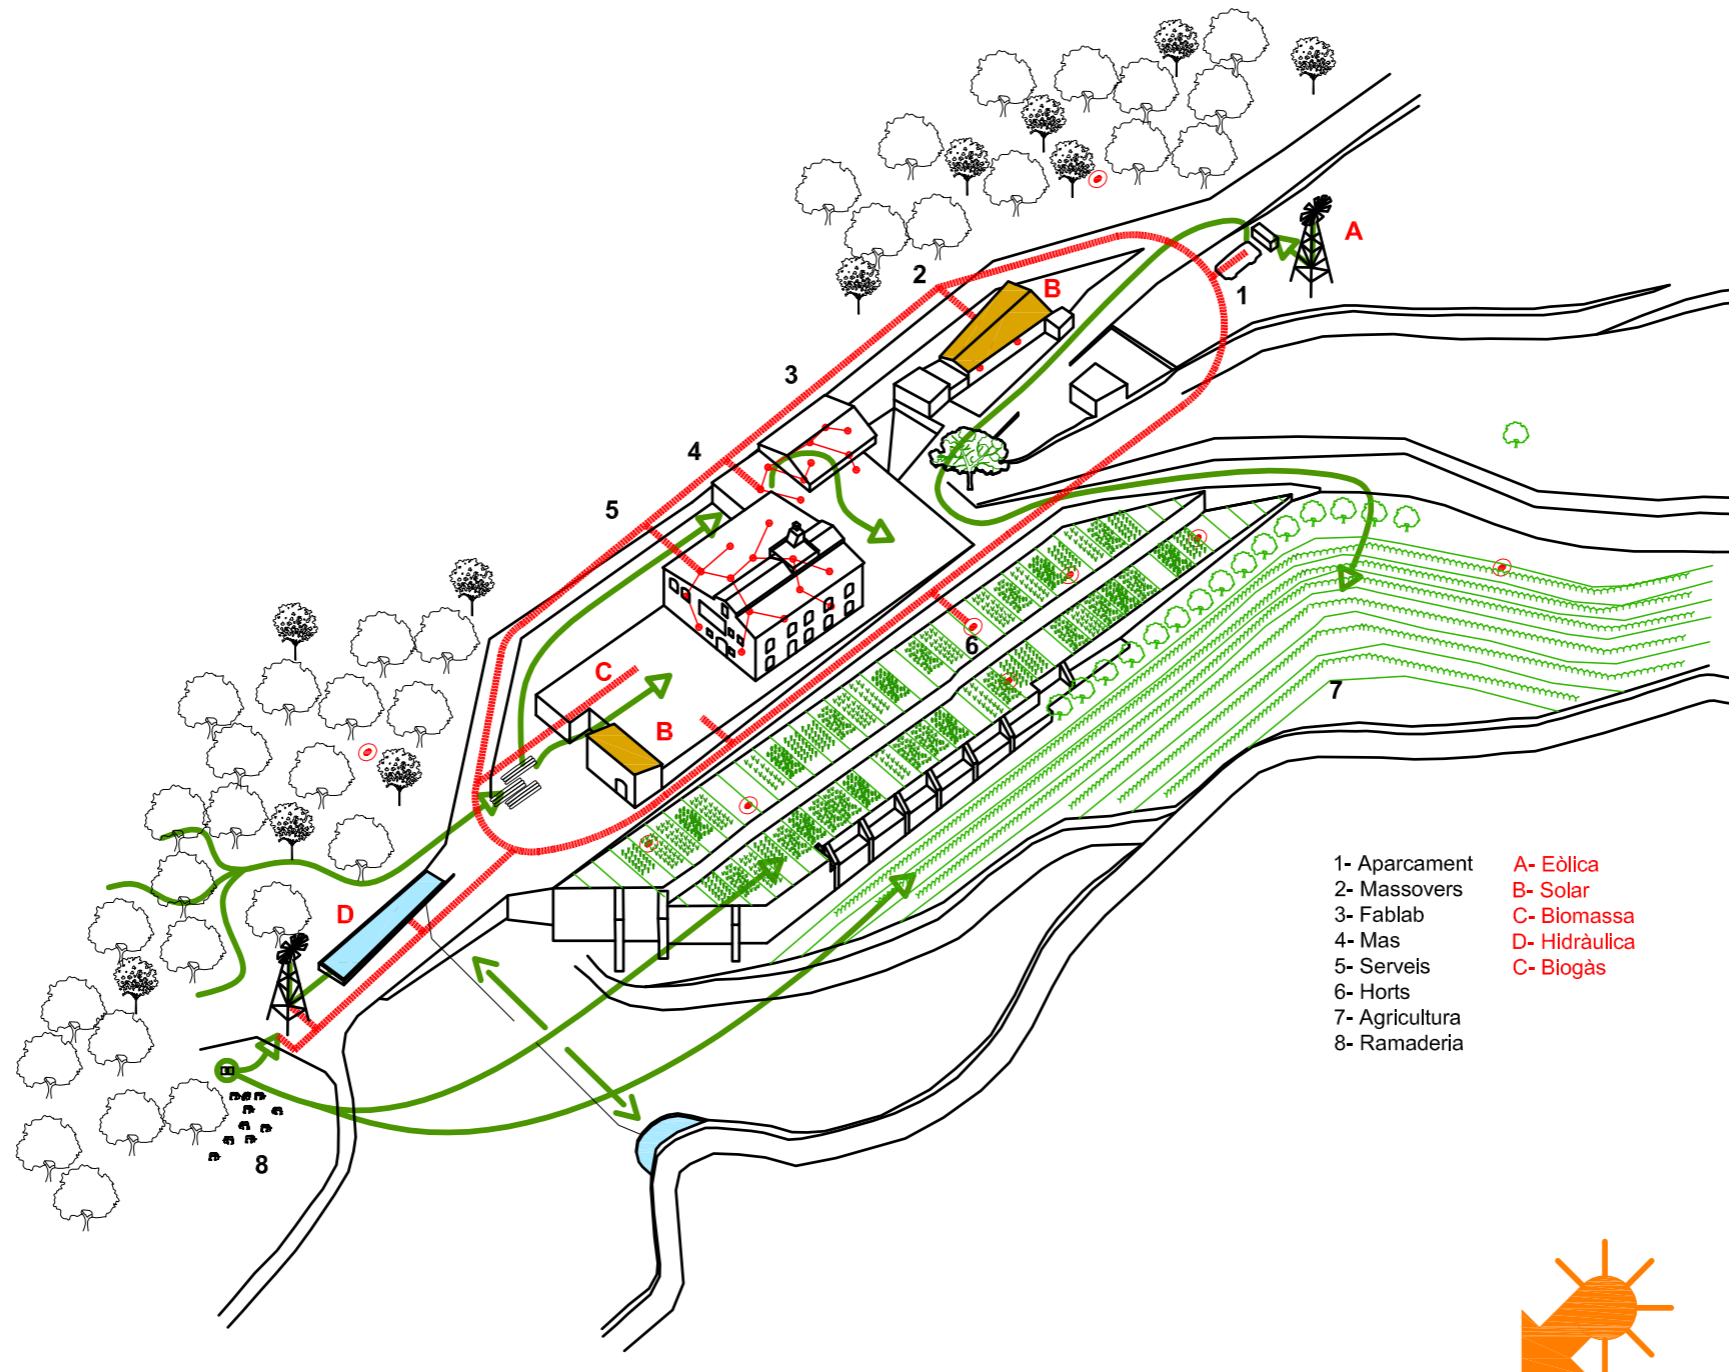 A
2
B
1
3
4
5
6
C
7
B
D
8
1- Aparcament
2- Massovers
3- Fablab
4- Mas
5- Serveis
6- Horts
7- Agricultura
8- Ramaderia
A- Eòlica
B- Solar
C- Biomassa
D- Hidràulica
C- Biogàs